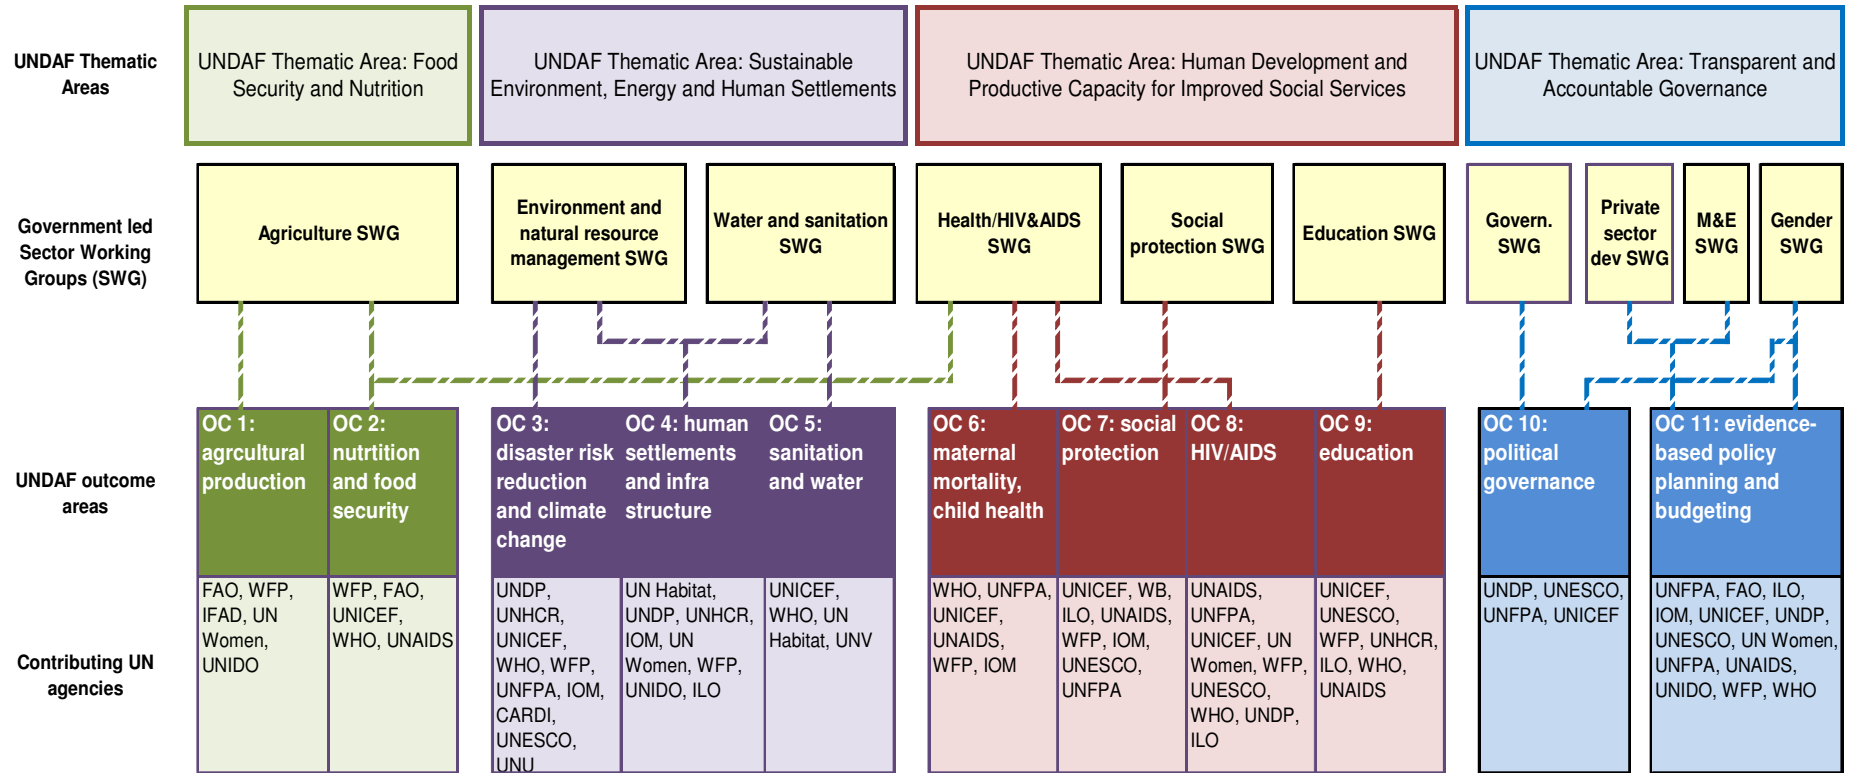 UNDAF Thematic
Areas
UNDAF Thematic Area: Food
Security and Nutrition
UNDAF Thematic Area: Sustainable
Environment, Energy and Human Settlements
UNDAF Thematic Area: Human Development and
Productive Capacity for Improved Social Services
UNDAF Thematic Area: Transparent and
Accountable Governance
Government led
Sector Working
Groups (SWG)
Agriculture SWG
Environment and
natural resource
management SWG
Water and sanitation
SWG
Health/HIV&AIDS
SWG
Social
protection SWG
Education SWG
Govern.
SWG
Private
sector
dev SWG
M&E
SWG
Gender
SWG
UNDAF outcome
areas
OC 1:
agrcultural
production
OC 2:
nutrtition
and food
security
OC 3:
disaster risk
reduction
and climate
change
OC 4: human
settlements
and infra
structure
OC 5:
sanitation
and water
OC 6:
maternal
mortality,
child health
OC 7: social
protection
OC 8:
HIV/AIDS
OC 9:
education
OC 10:
political
governance
OC 11: evidence-
based policy
planning and
budgeting
Contributing UN
agencies
FAO, WFP,
IFAD, UN
Women,
UNIDO
WFP, FAO,
UNICEF,
WHO, UNAIDS
UNDP,
UNHCR,
UNICEF,
WHO, WFP,
UNFPA, IOM,
CARDI,
UNESCO,
UNU
UN Habitat,
UNDP, UNHCR,
IOM, UN
Women, WFP,
UNIDO, ILO
UNICEF,
WHO, UN
Habitat, UNV
WHO, UNFPA,
UNICEF,
UNAIDS,
WFP, IOM
UNICEF, WB,
ILO, UNAIDS,
WFP, IOM,
UNESCO,
UNFPA
UNAIDS,
UNFPA,
UNICEF, UN
Women, WFP,
UNESCO,
WHO, UNDP,
ILO
UNICEF,
UNESCO,
WFP, UNHCR,
ILO, WHO,
UNAIDS
UNDP, UNESCO,
UNFPA, UNICEF
UNFPA, FAO, ILO,
IOM, UNICEF, UNDP,
UNESCO, UN Women,
UNFPA, UNAIDS,
UNIDO, WFP, WHO